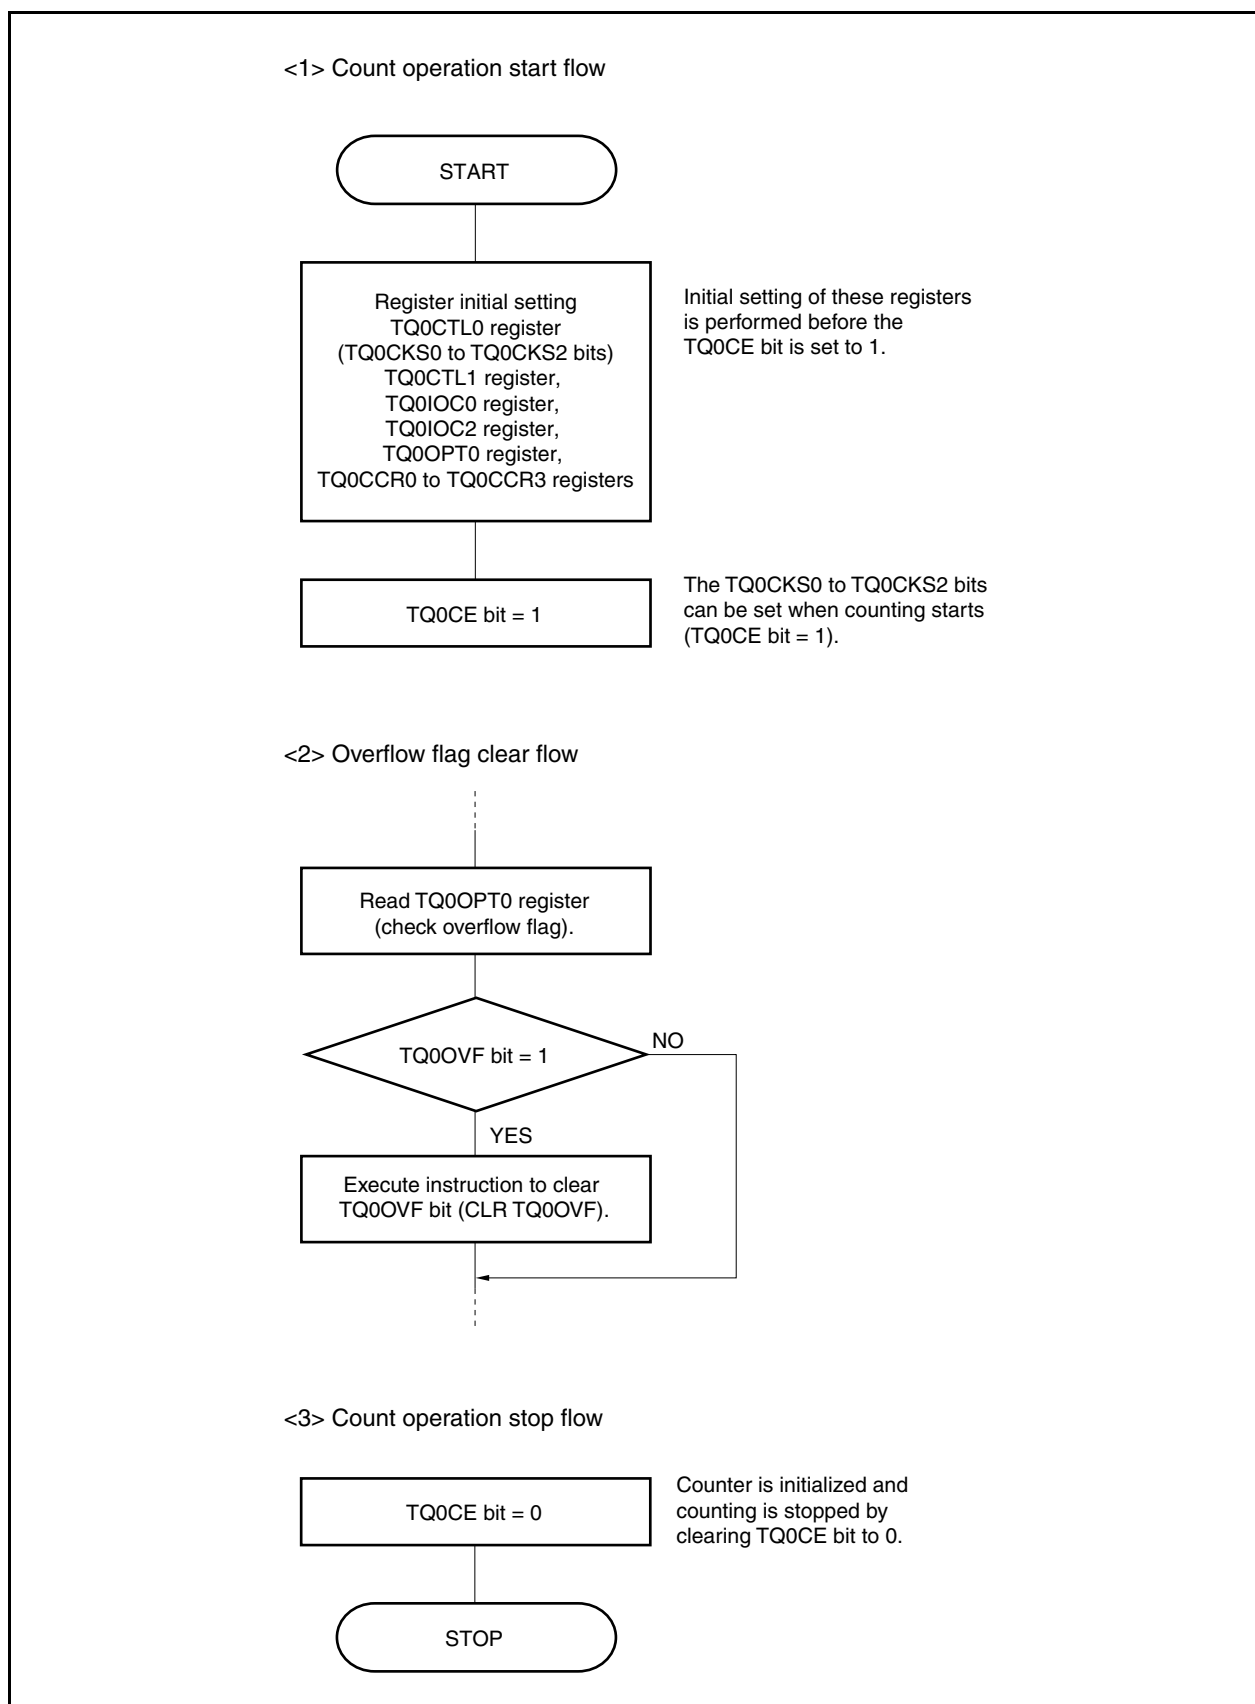 <1> Count operation start flow
START
Register initial setting
TQ0CTL0 register
(TQ0CKS0 to TQ0CKS2 bits)
TQ0CTL1 register,
TQ0IOC0 register,
TQ0IOC2 register,
TQ0OPT0 register,
TQ0CCR0 to TQ0CCR3 registers
Initial setting of these registers
is performed before the
TQ0CE bit is set to 1.
TQ0CE bit = 1
The TQ0CKS0 to TQ0CKS2 bits
can be set when counting starts
(TQ0CE bit = 1).
<2> Overflow flag clear flow
Read TQ0OPT0 register
(check overflow flag).
TQ0OVF bit = 1
NO
YES
Execute instruction to clear
TQ0OVF bit (CLR TQ0OVF).
<3> Count operation stop flow
TQ0CE bit = 0
Counter is initialized and
counting is stopped by
clearing TQ0CE bit to 0.
STOP